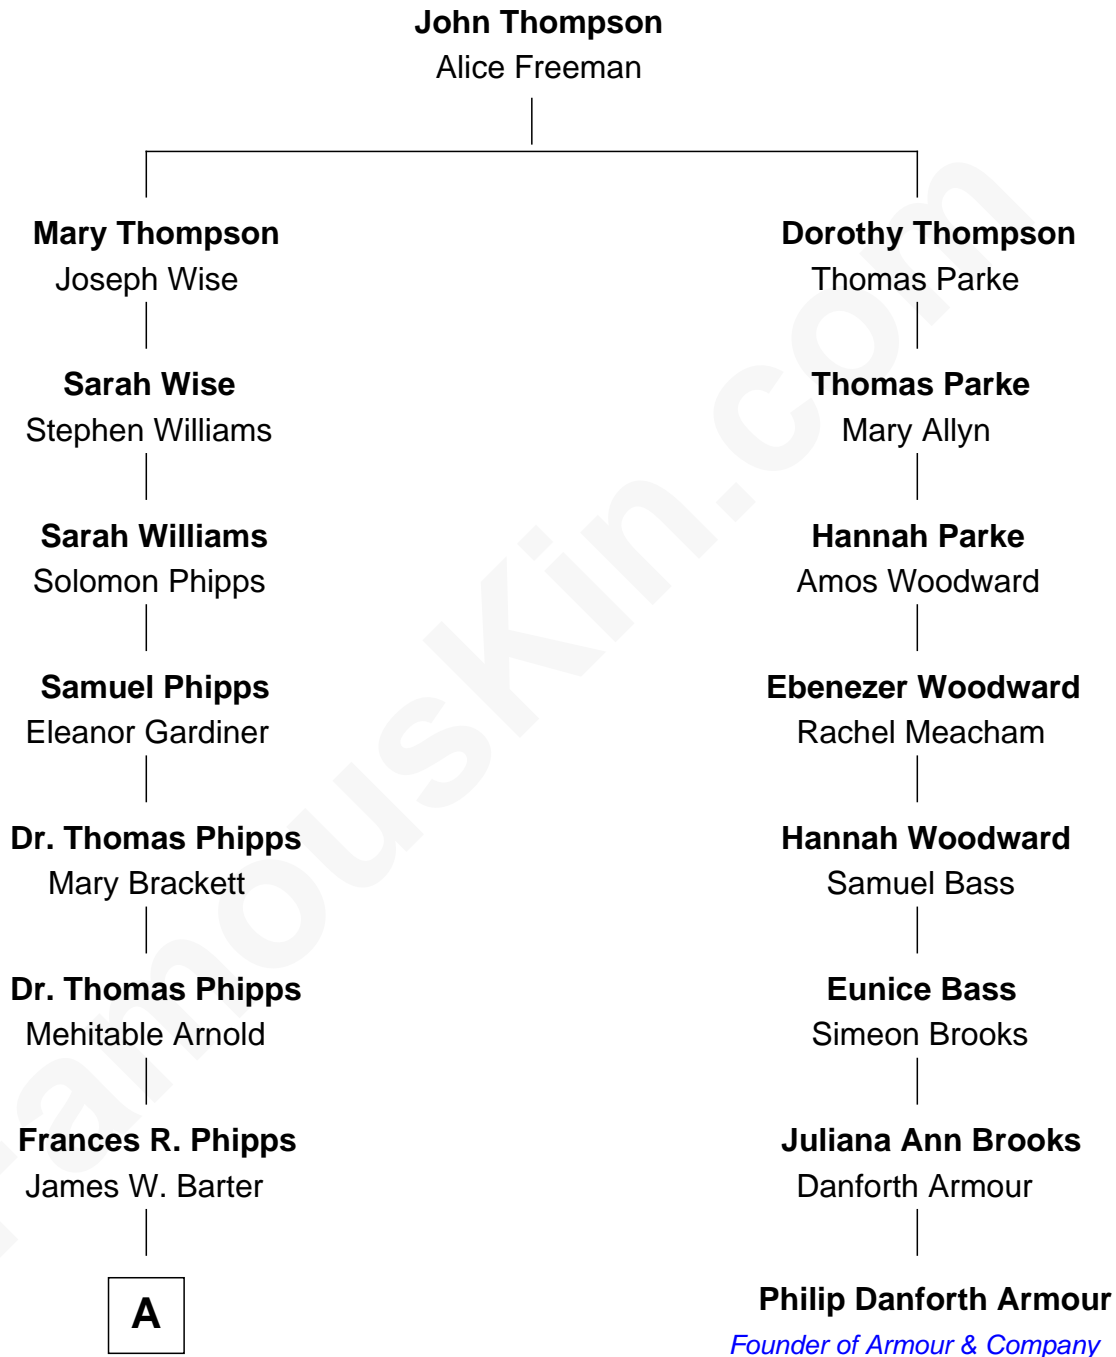 John Thompson
Alice Freeman
Mary Thompson
Joseph Wise
Dorothy Thompson
Thomas Parke
Sarah Wise
Stephen Williams
Thomas Parke
Mary Allyn
Sarah Williams
Solomon Phipps
Hannah Parke
Amos Woodward
Samuel Phipps
Eleanor Gardiner
Ebenezer Woodward
Rachel Meacham
Dr. Thomas Phipps
Mary Brackett
Hannah Woodward
Samuel Bass
Dr. Thomas Phipps
Mehitable Arnold
Eunice Bass
Simeon Brooks
Frances R. Phipps
James W. Barter
Juliana Ann Brooks
Danforth Armour
A
Philip Danforth Armour
Founder of Armour & Company
FamousKin.com